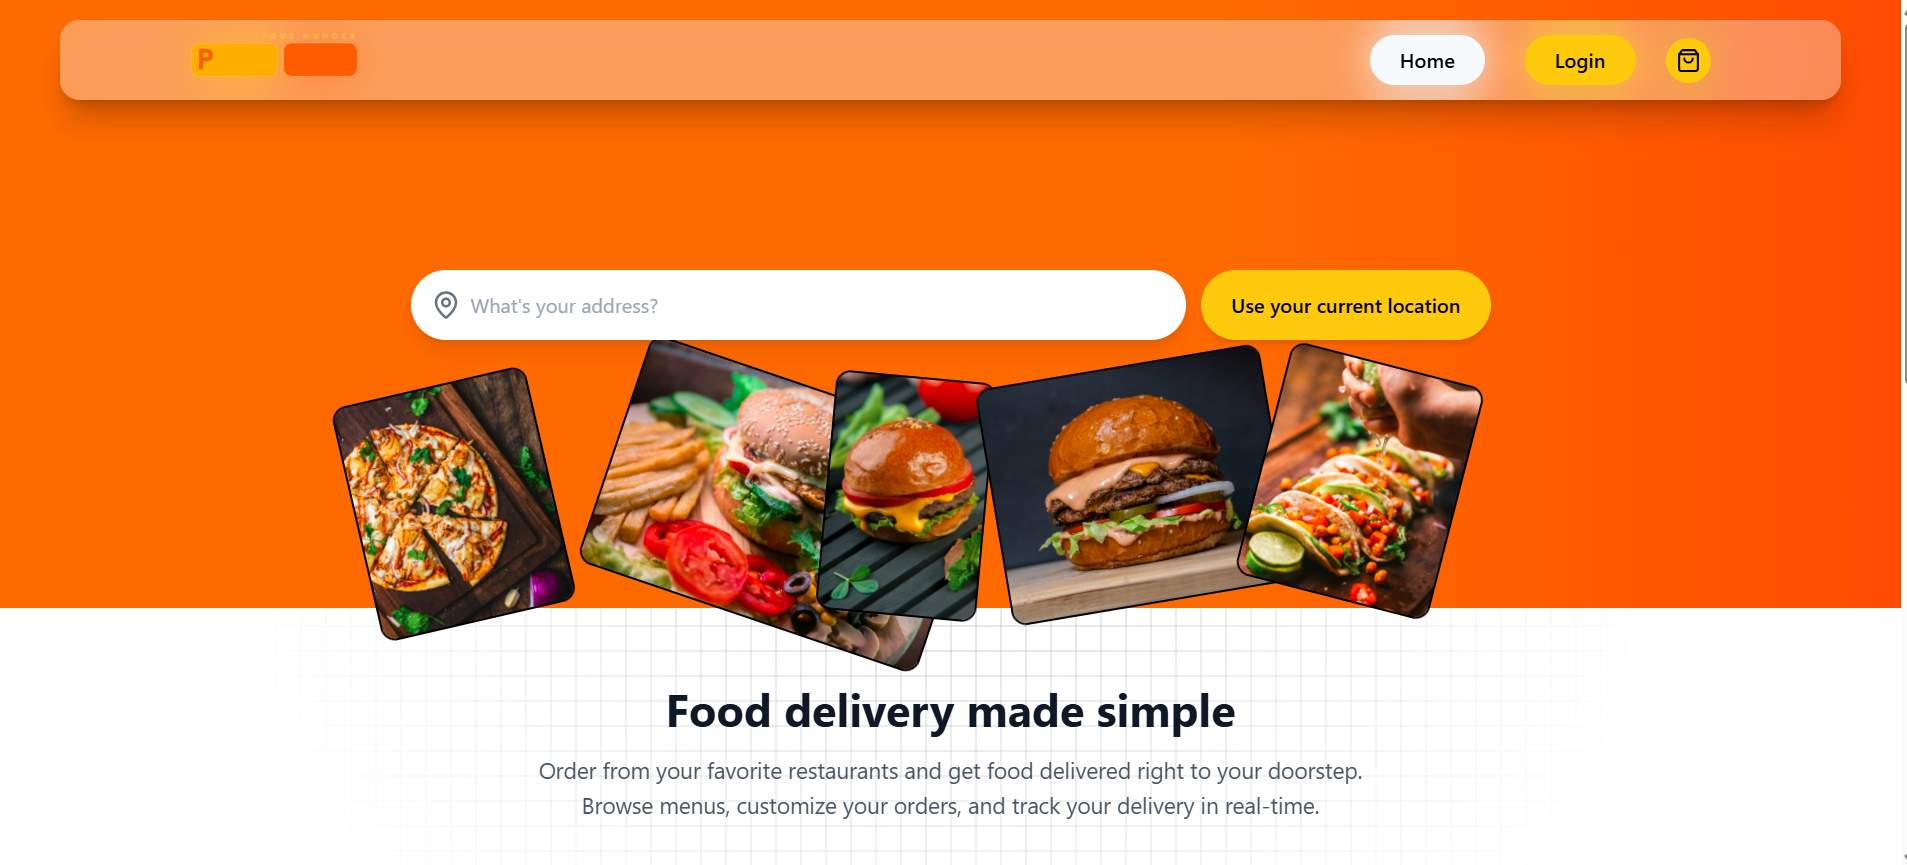 YOUR HUNGER
P
Home
Login
What's your address?
Use your current location
Food delivery made simple
Order from your favorite restaurants and get food delivered right to your doorstep.
Browse menus, customize your orders, and track your delivery in real-time.